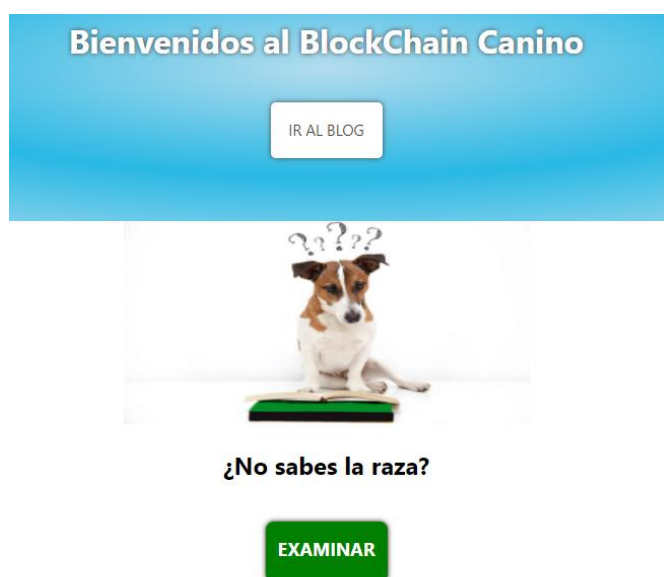 Bienvenidos al BlockChain Canino
IR AL BLOG
? ? ? ? ?
¿No sabes la raza?
EXAMINAR